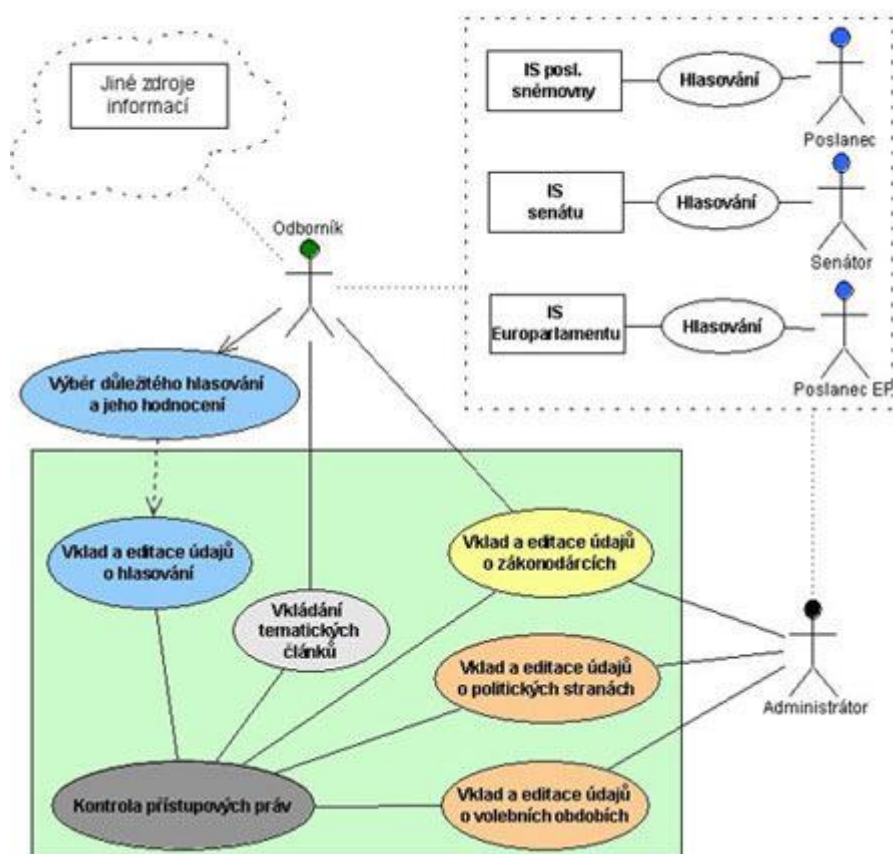 Jiné zdroje
informací
IS posl.
sněmovny
Hlasování
Poslanec
IS
senátu
Hlasování
Senátor
Odborník
IS
Europarlamentu
Hlasování
Poslanec EP
Výběr důležitého hlasování
a jeho hodnocení
Vklad a editace údajů
o hlasování
Vklad a editace údajů
o zákonodárcích
Vkládání
tematických
článků
Vklad a editace údajů
o politických stranách
Administrátor
Kontrola přístupových práv
Vklad a editace údajů
o volebních obdobích